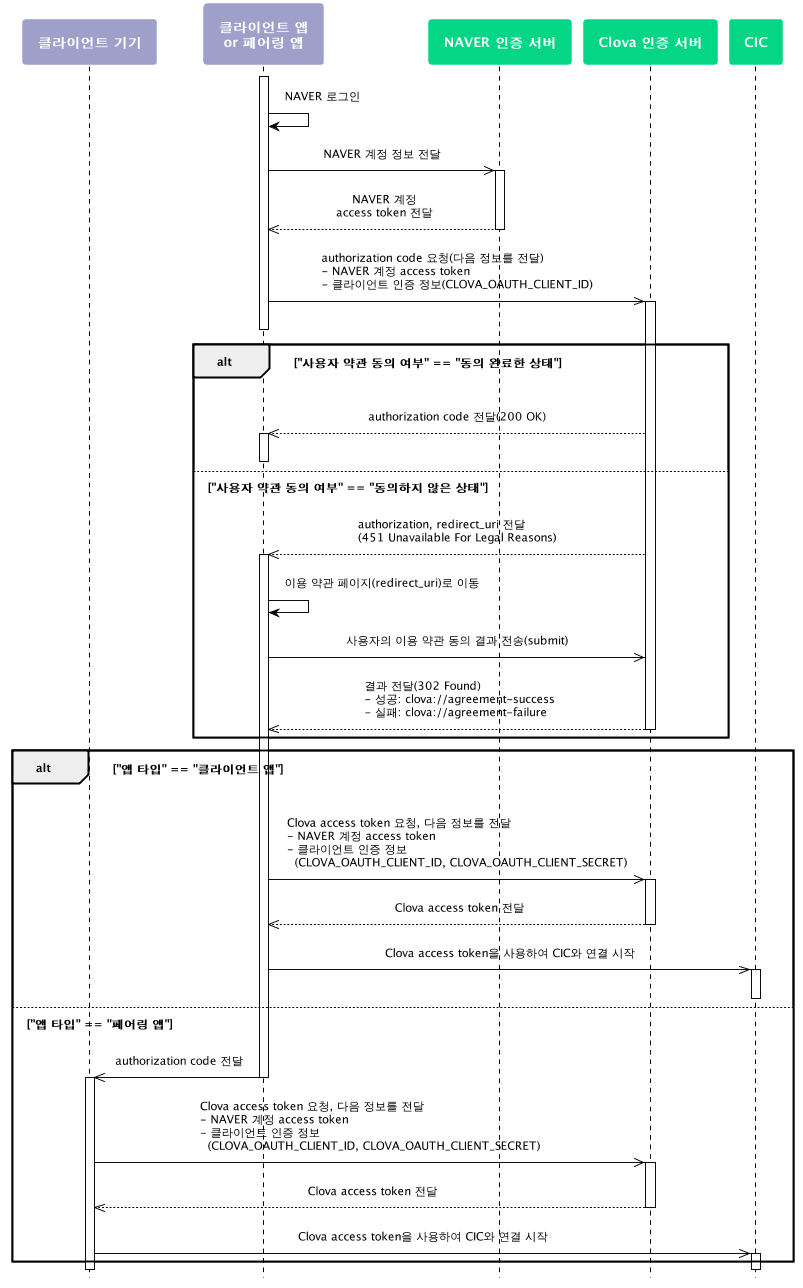 클라이언트 기기
클라이언트 앱
or 페어링 앱
NAVER 인증 서버
Clova 인증 서버
CIC
NAVER 로그인
NAVER 계정 정보 전달
NAVER 계정
access token 전달
authorization code 요청(다음 정보를 전달)
- NAVER 계정 access token
- 클라이언트 인증 정보(CLOVA_OAUTH_CLIENT_ID)
alt
["사용자 약관 동의 여부" == "동의 완료한 상태"]
authorization code 전달(200 OK)
["사용자 약관 동의 여부" == "동의하지 않은 상태"]
authorization, redirect_uri 전달
(451 Unavailable For Legal Reasons)
이용 약관 페이지(redirect_uri)로 이동
사용자의 이용 약관 동의 결과 전송(submit)
결과 전달(302 Found)
- 성공: clova://agreement-success
- 실패: clova://agreement-failure
alt
["앱 타입" == "클라이언트 앱"]
Clova access token 요청, 다음 정보를 전달
- NAVER 계정 access token
- 클라이언트 인증 정보
(CLOVA_OAUTH_CLIENT_ID, CLOVA_OAUTH_CLIENT_SECRET)
Clova access token 전달
Clova access token을 사용하여 CIC와 연결 시작
["앱 타입" == "페어링 앱"]
authorization code 전달
Clova access token 요청, 다음 정보를 전달
- NAVER 계정 access token
- 클라이언트 인증 정보
(CLOVA_OAUTH_CLIENT_ID, CLOVA_OAUTH_CLIENT_SECRET)
Clova access token 전달
Clova access token을 사용하여 CIC와 연결 시작